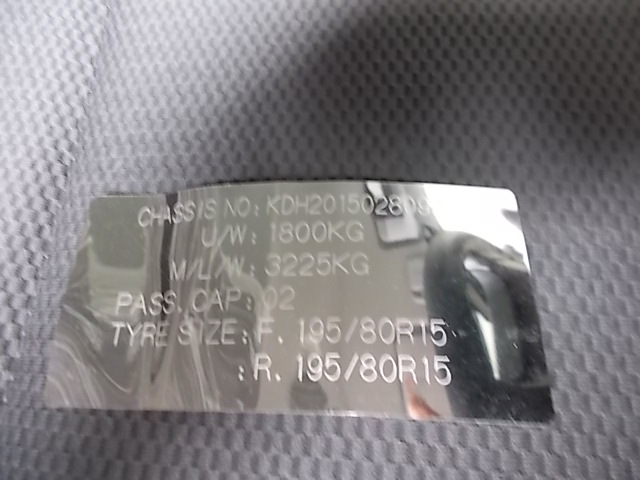 U/W: 1800KG
M/L/W: 3225KG
PASS. CAP: 02
TYRE SIZE: F. 195/80R15
:R. 195/80R15
CHASSIS NO: